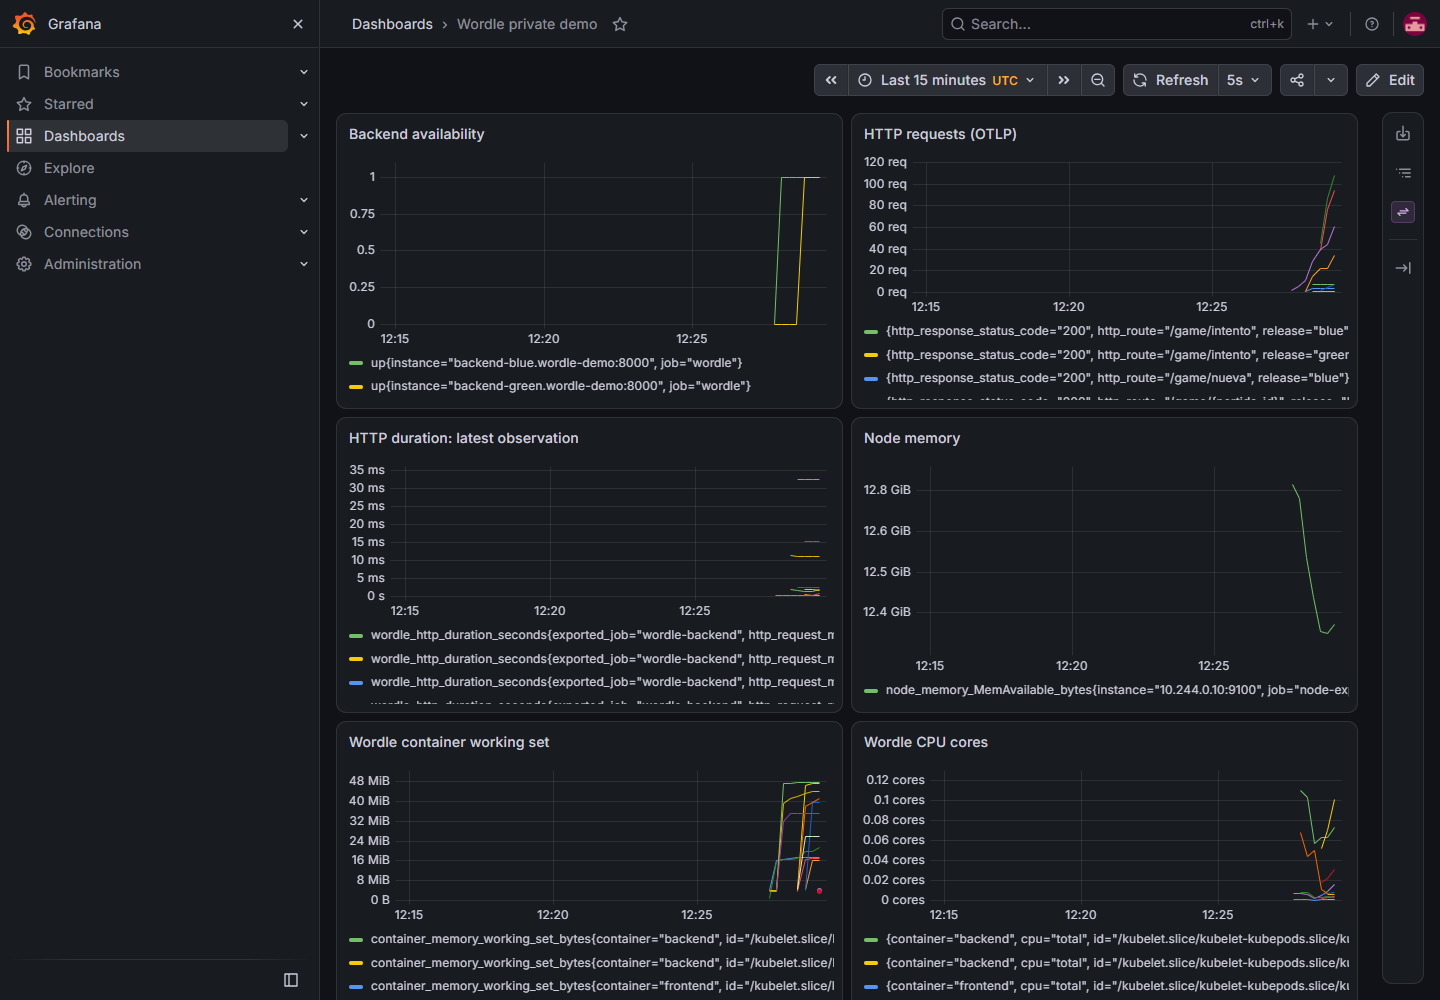 Grafana
Dashboards › Wordle private demo
Search...
ctrl+k
Bookmarks
Starred
Dashboards
Explore
Alerting
Connections
Administration
Last 15 minutes UTC
Refresh
5s
Edit
Backend availability
1
0.75
0.5
0.25
0
12:15
12:20
12:25
up{instance="backend-blue.wordle-demo:8000", job="wordle"}
up{instance="backend-green.wordle-demo:8000", job="wordle"}
HTTP requests (OTLP)
120 req
100 req
80 req
60 req
40 req
20 req
0 req
12:15
12:20
12:25
{http_response_status_code="200", http_route="/game/intento", release="blue"
{http_response_status_code="200", http_route="/game/intento", release="green
{http_response_status_code="200", http_route="/game/nueva", release="blue"}
HTTP duration: latest observation
35 ms
30 ms
25 ms
20 ms
15 ms
10 ms
5 ms
0 s
12:15
12:20
12:25
wordle_http_duration_seconds{exported_job="wordle-backend", http_request_m
wordle_http_duration_seconds{exported_job="wordle-backend", http_request_m
wordle_http_duration_seconds{exported_job="wordle-backend", http_request_m
Node memory
12.8 GiB
12.6 GiB
12.5 GiB
12.4 GiB
12:15
12:20
12:25
node_memory_MemAvailable_bytes{instance="10.244.0.10:9100", job="node-ex
Wordle container working set
48 MiB
40 MiB
32 MiB
24 MiB
16 MiB
8 MiB
0 B
12:15
12:20
12:25
container_memory_working_set_bytes{container="backend", id="/kubelet.slice/
container_memory_working_set_bytes{container="backend", id="/kubelet.slice/
container_memory_working_set_bytes{container="frontend", id="/kubelet.slice/
Wordle CPU cores
0.12 cores
0.1 cores
0.08 cores
0.06 cores
0.04 cores
0.02 cores
0 cores
12:15
12:20
12:25
{container="backend", cpu="total", id="/kubelet.slice/kubelet-kubepods.slice/ku
{container="backend", cpu="total", id="/kubelet.slice/kubelet-kubepods.slice/ku
{container="frontend", cpu="total", id="/kubelet.slice/kubelet-kubepods.slice/ku